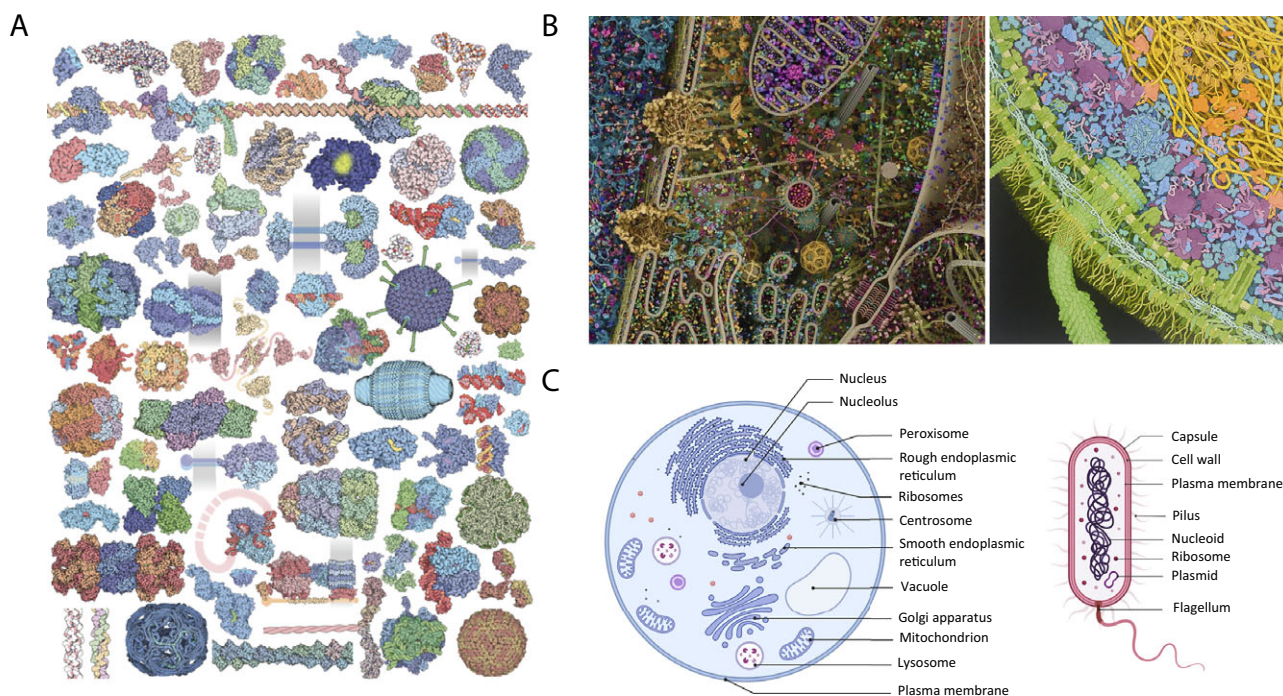 A
B
C
Nucleus
Nucleolus
Peroxisome
Rough endoplasmic
reticulum
Ribosomes
Centrosome
Smooth endoplasmic
reticulum
Vacuole
Golgi apparatus
Mitochondrion
Lysosome
Plasma membrane
Capsule
Cell wall
Plasma membrane
Pilus
Nucleoid
Ribosome
Plasmid
Flagellum